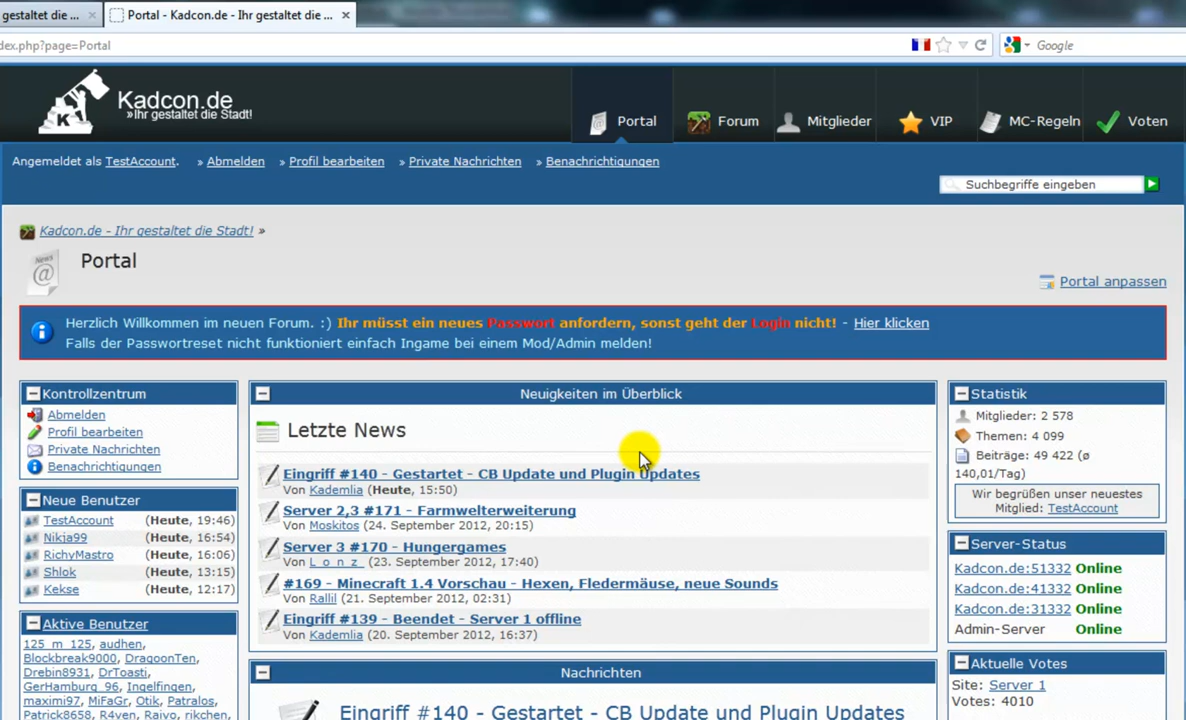 gestaltet die ...
Portal - Kadcon.de - Ihr gestaltet die ...
dex.php?page=Portal
Google
Kadcon.de
»Ihr gestaltet die Stadt!
K
Portal
Forum
Mitglieder
VIP
MC-Regeln
Voten
Angemeldet als TestAccount. » Abmelden » Profil bearbeiten » Private Nachrichten » Benachrichtigungen
Suchbegriffe eingeben
Kadcon.de - Ihr gestaltet die Stadt! »
News
Portal
Portal anpassen
Herzlich Willkommen im neuen Forum. :) Ihr müsst ein neues Passwort anfordern, sonst geht der Login nicht! - Hier klicken
Falls der Passwortreset nicht funktioniert einfach Ingame bei einem Mod/Admin melden!
Kontrollzentrum
Abmelden
Profil bearbeiten
Private Nachrichten
Benachrichtigungen
Neue Benutzer
TestAccount (Heute, 19:46)
Nikja99 (Heute, 16:54)
RichyMastro (Heute, 16:06)
Shlok (Heute, 13:15)
Kekse (Heute, 12:17)
Aktive Benutzer
125_m_125, audhen,
Blockbreak9000, DragoonTen,
Drebin8931, DrToasti,
GerHamburg_96, Ingelfingen,
maximi97, MiFaGr, Otik, Patralos,
Patrick8658, R4ven, Raivo, rikchen,
Neuigkeiten im Überblick
Letzte News
Eingriff #140 - Gestartet - CB Update und Plugin Updates
Von Kademlia (Heute, 15:50)
Server 2,3 #171 - Farmwelterweiterung
Von Moskitos (24. September 2012, 20:15)
Server 3 #170 - Hungergames
Von L_o_n_z_ (23. September 2012, 17:40)
#169 - Minecraft 1.4 Vorschau - Hexen, Fledermäuse, neue Sounds
Von Rallil (21. September 2012, 02:31)
Eingriff #139 - Beendet - Server 1 offline
Von Kademlia (20. September 2012, 16:37)
Nachrichten
Eingriff #140 - Gestartet - CB Update und Plugin Updates
Statistik
Mitglieder: 2 578
Themen: 4 099
Beiträge: 49 422 (ø
140,01/Tag)
Wir begrüßen unser neuestes
Mitglied: TestAccount
Server-Status
Kadcon.de:51332 Online
Kadcon.de:41332 Online
Kadcon.de:31332 Online
Admin-Server Online
Aktuelle Votes
Site: Server 1
Votes: 4010